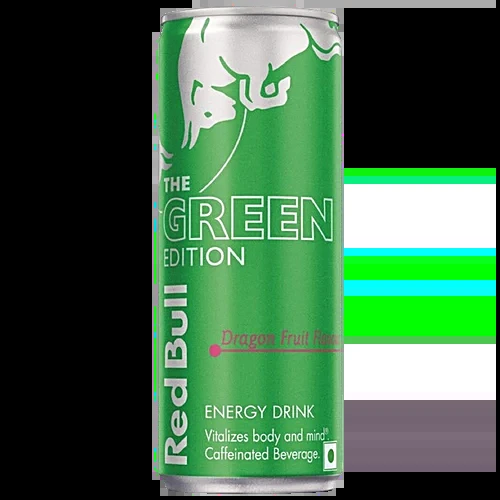 THE
GREEN
EDITION
Red Bull
Dragon Fruit
ENERGY DRINK
Vitalizes body and mind®.
Caffeinated Beverage.